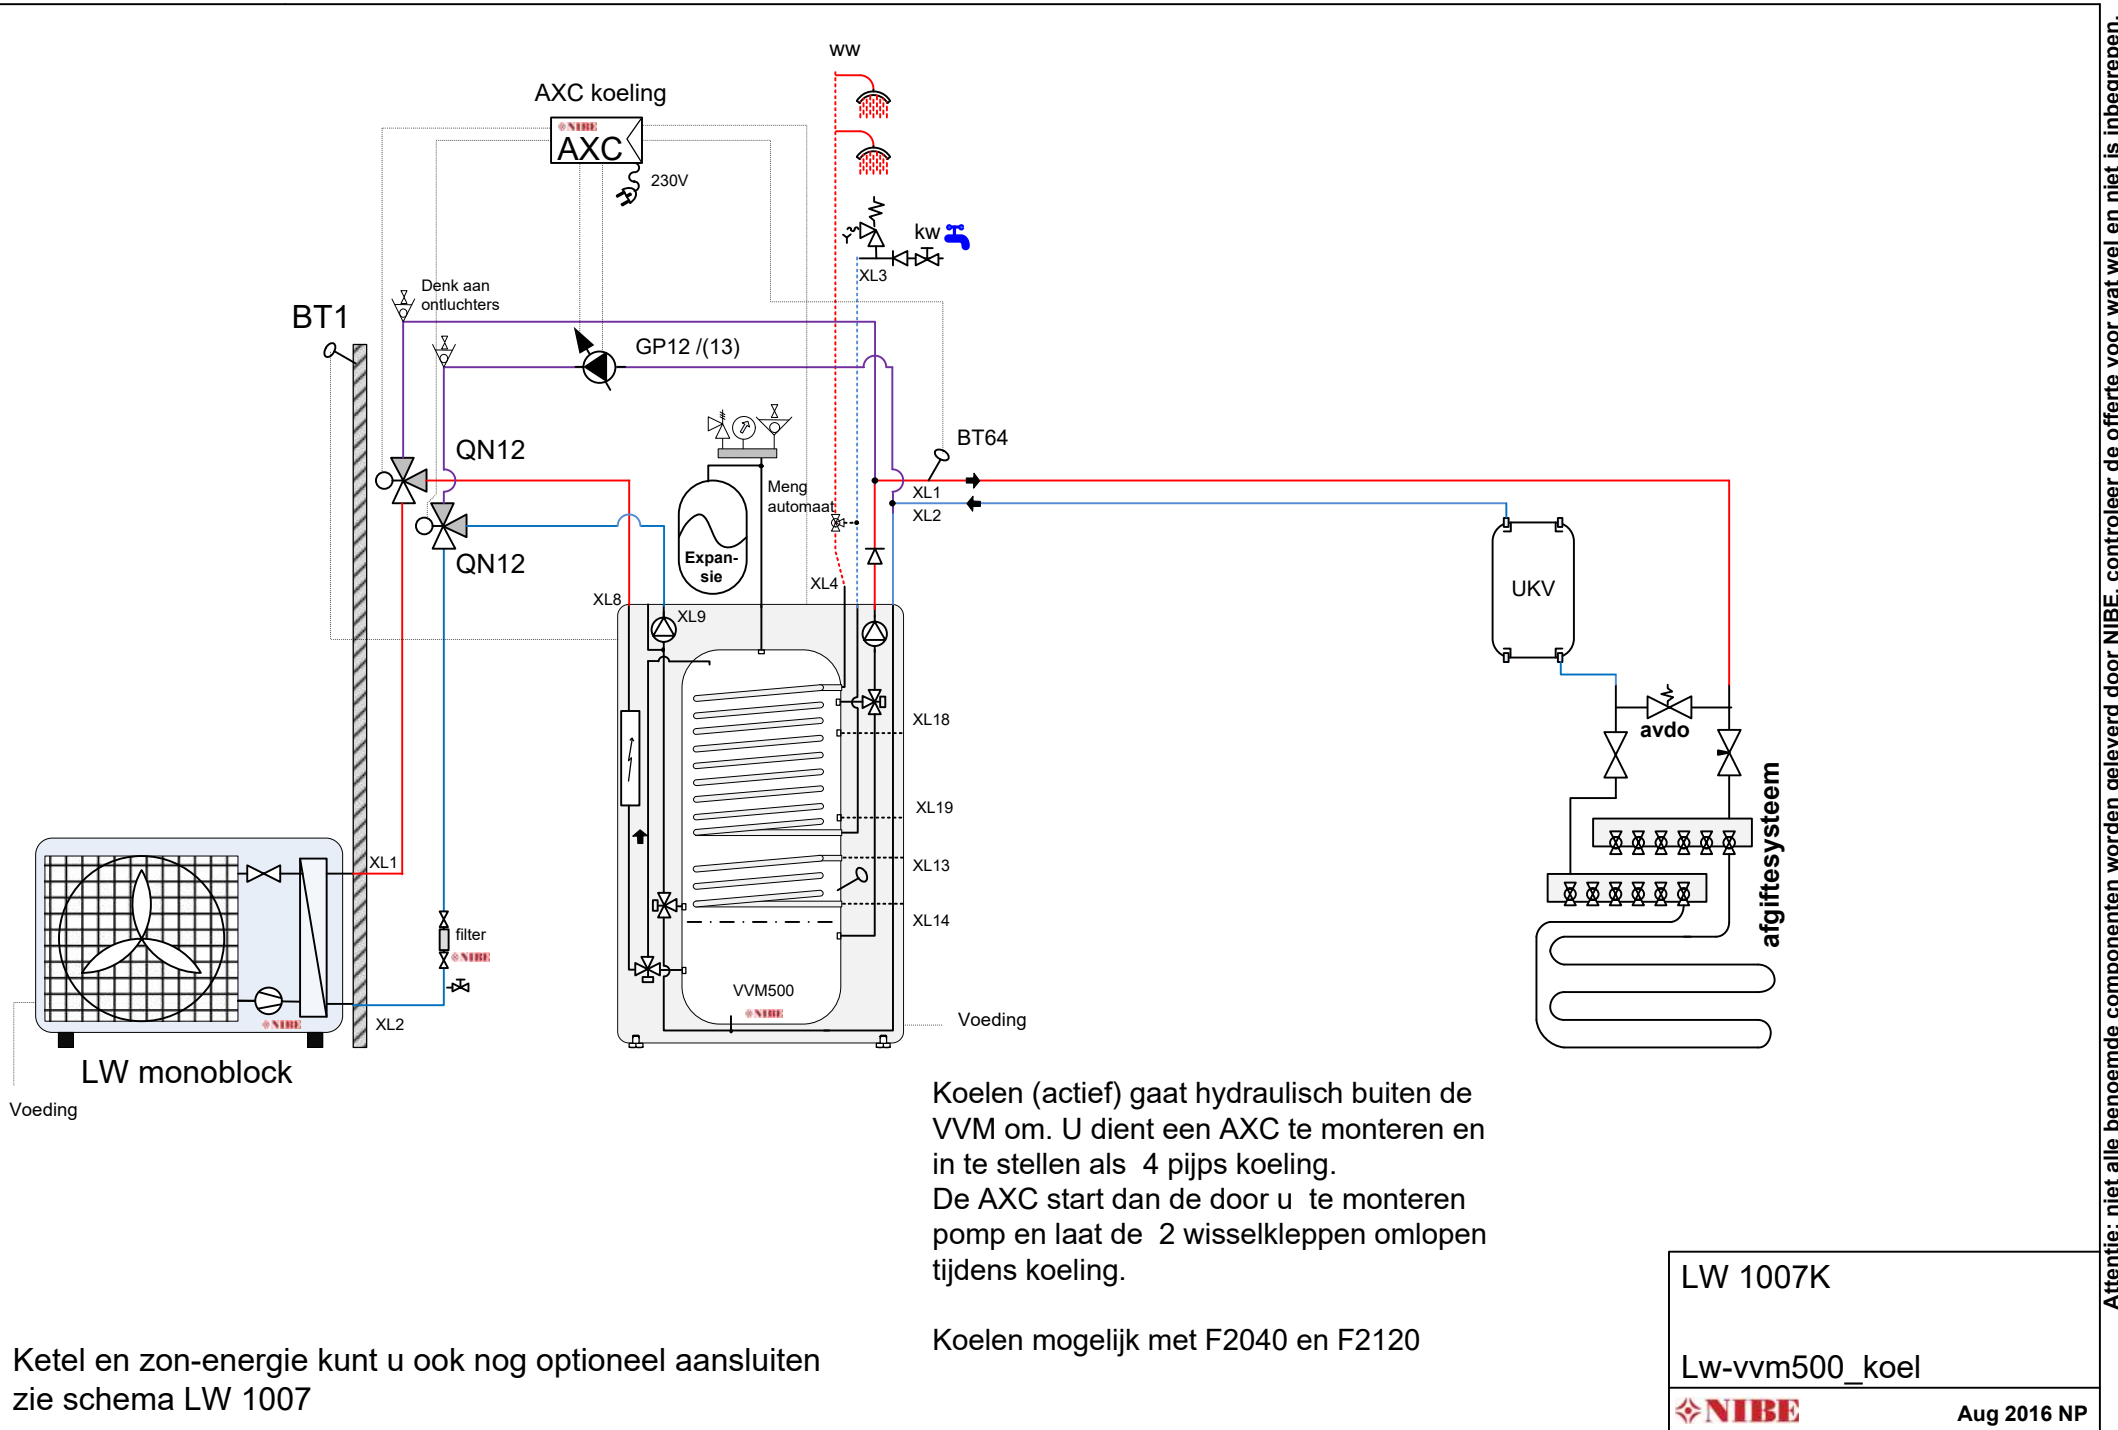 ww
AXC koeling
NIBE
AXC
230V
kw
XL3
Denk aan
ontluchters
BT1
GP12 /(13)
QN12
BT64
Meng
automaat
XL1
XL2
QN12
Expan-
sie
XL4
UKV
XL8
XL9
XL18
avdo
XL19
afgiftesysteem
XL1
XL13
XL14
filter
NIBE
VVM500
NIBE
XL2
NIBE
Voeding
LW monoblock
Voeding
Koelen (actief) gaat hydraulisch buiten de
VVM om. U dient een AXC te monteren en
in te stellen als 4 pijps koeling.
De AXC start dan de door u te monteren
pomp en laat de 2 wisselkleppen omlopen
tijdens koeling.
Koelen mogelijk met F2040 en F2120
Ketel en zon-energie kunt u ook nog optioneel aansluiten
zie schema LW 1007
LW 1007K
Lw-vvm500_koel
NIBE
Aug 2016 NP
Attentie: niet alle benoemde componenten worden geleverd door NIBE, controleer de offerte voor wat wel en niet is inbegrepen.